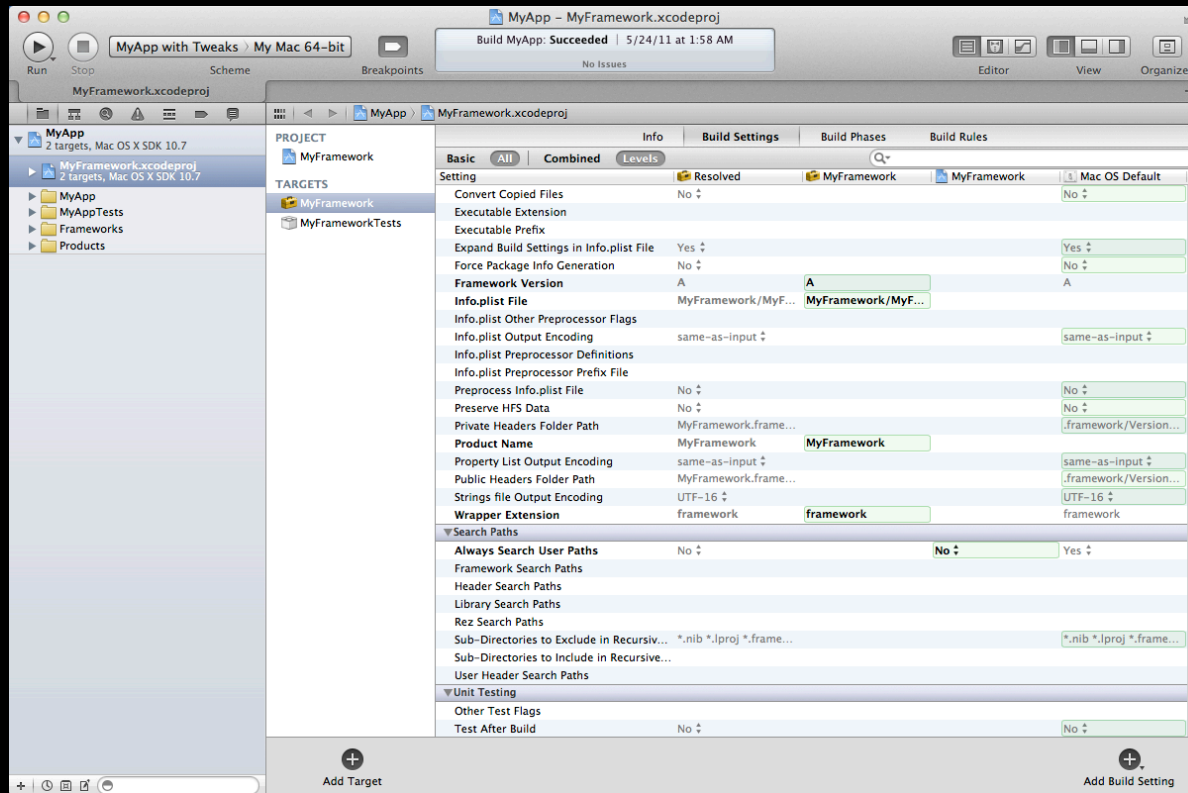 MyApp – MyFramework.xcodeproj
MyApp with Tweaks › My Mac 64-bit
Build MyApp: Succeeded | 5/24/11 at 1:58 AM
No Issues
Run Stop Scheme Breakpoints Editor View Organize
MyFramework.xcodeproj
MyApp › MyFramework.xcodeproj
MyApp
2 targets, Mac OS X SDK 10.7
MyFramework.xcodeproj
2 targets, Mac OS X SDK 10.7
MyApp
MyAppTests
Frameworks
Products
PROJECT
MyFramework
TARGETS
MyFramework
MyFrameworkTests
Info Build Settings Build Phases Build Rules
Basic All Combined Levels
Setting Resolved MyFramework MyFramework Mac OS Default
Convert Copied Files No No
Executable Extension
Executable Prefix
Expand Build Settings in Info.plist File Yes Yes
Force Package Info Generation No No
Framework Version A A A
Info.plist File MyFramework/MyF... MyFramework/MyF...
Info.plist Other Preprocessor Flags
Info.plist Output Encoding same-as-input same-as-input
Info.plist Preprocessor Definitions
Info.plist Preprocessor Prefix File
Preprocess Info.plist File No No
Preserve HFS Data No No
Private Headers Folder Path MyFramework.frame... .framework/Version...
Product Name MyFramework MyFramework
Property List Output Encoding same-as-input same-as-input
Public Headers Folder Path MyFramework.frame... .framework/Version...
Strings file Output Encoding UTF-16 UTF-16
Wrapper Extension framework framework framework
Search Paths
Always Search User Paths No No Yes
Framework Search Paths
Header Search Paths
Library Search Paths
Rez Search Paths
Sub-Directories to Exclude in Recursiv... *.nib *.lproj *.frame... *.nib *.lproj *.frame...
Sub-Directories to Include in Recursive...
User Header Search Paths
Unit Testing
Other Test Flags
Test After Build No No
Add Target Add Build Setting